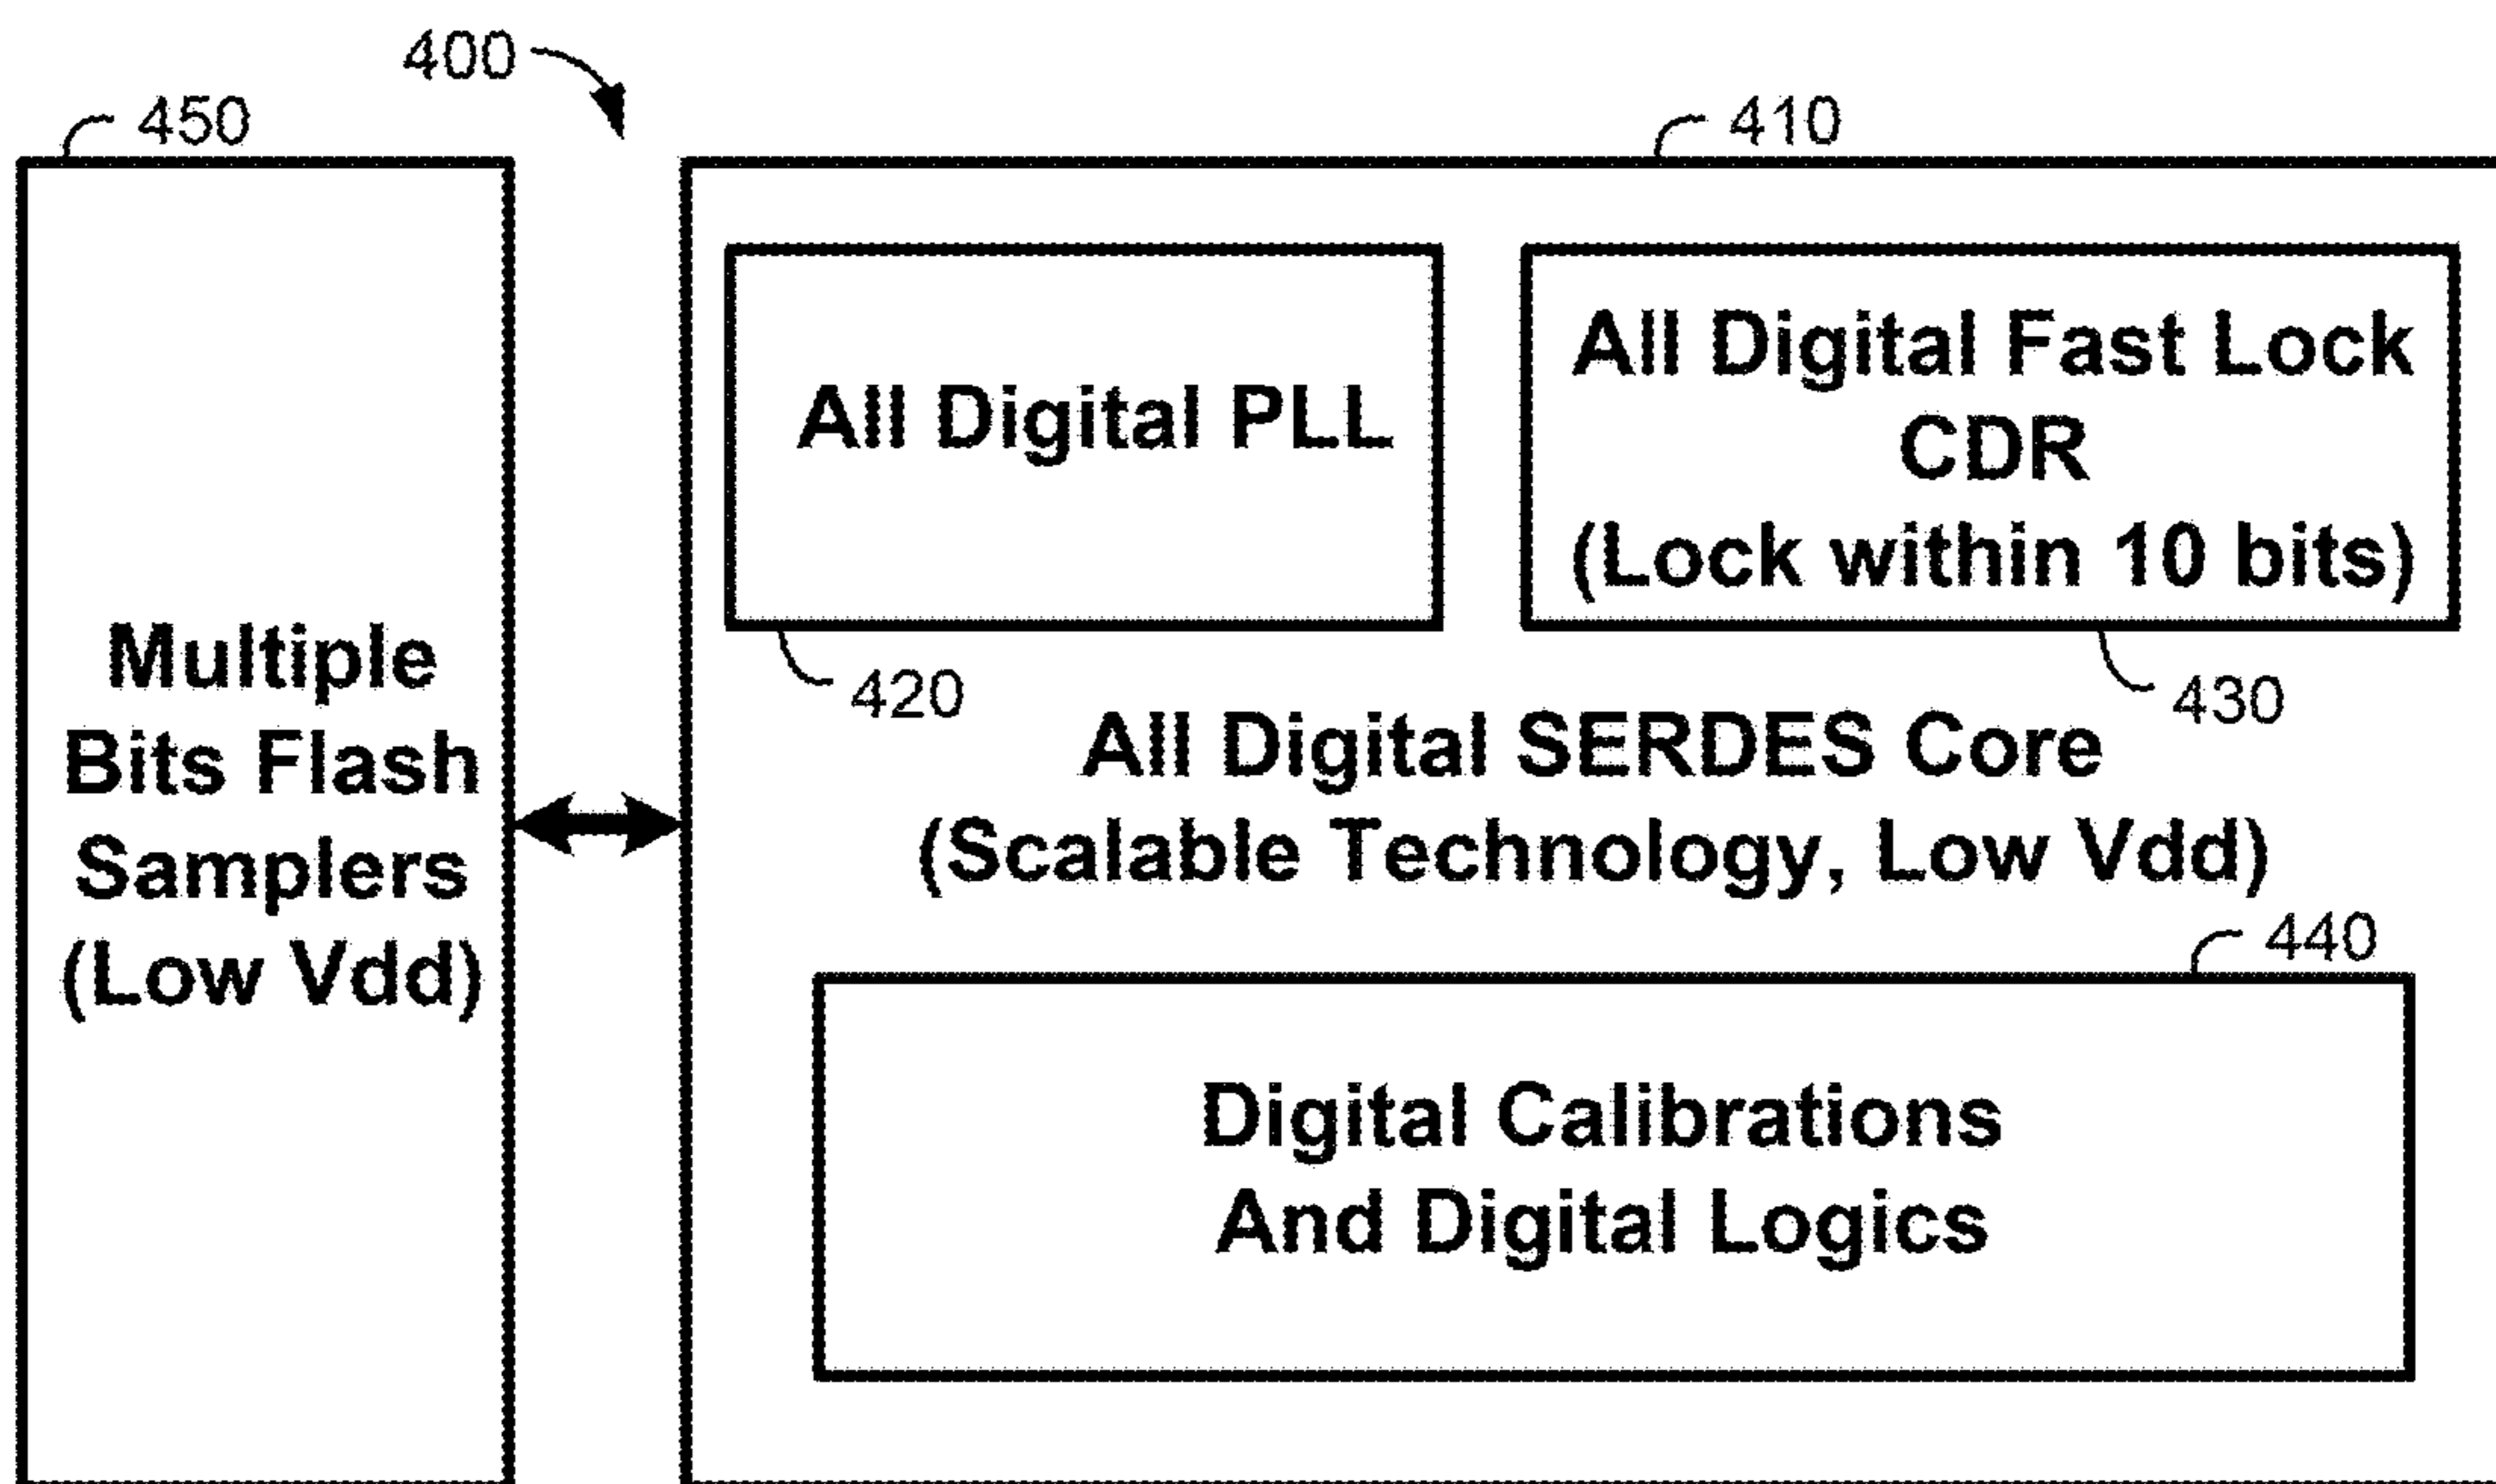 400
450
410
All Digital PLL
All Digital Fast Lock
CDR
(Lock within 10 bits)
420
430
Multiple
Bits Flash
Samplers
(Low Vdd)
All Digital SERDES Core
(Scalable Technology, Low Vdd)
440
Digital Calibrations
And Digital Logics